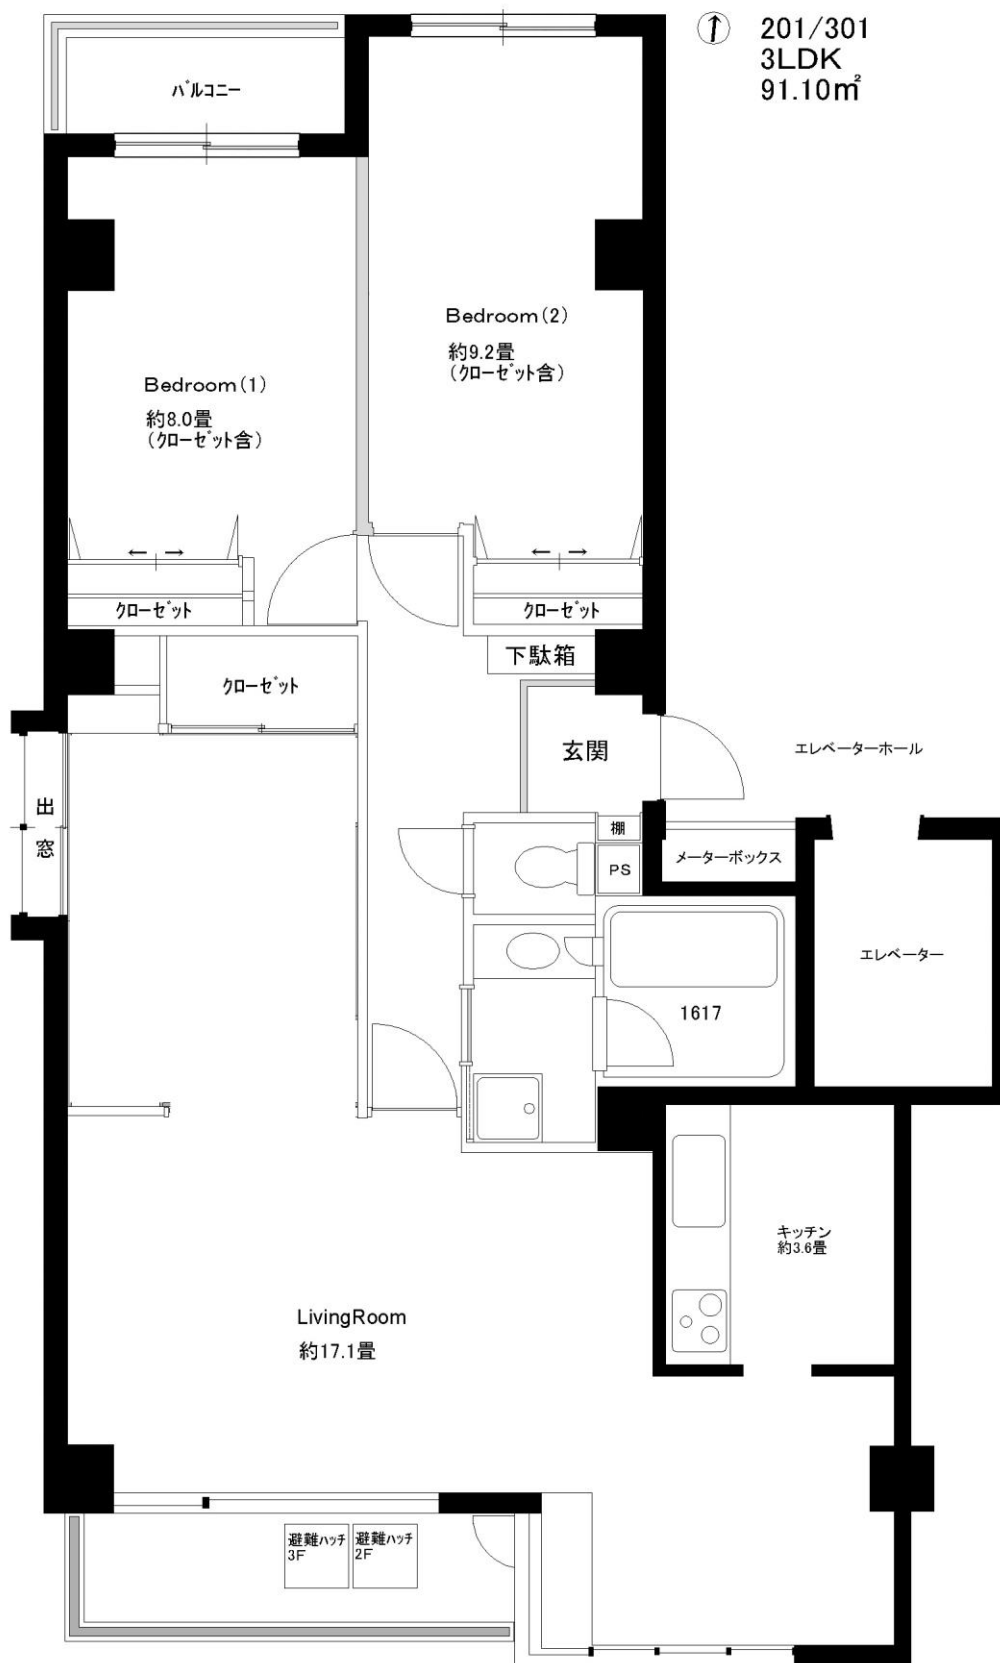 201/301
3LDK
91.10㎡
バルコニー
Bedroom(2)
約9.2畳
(クローゼット含)
Bedroom(1)
約8.0畳
(クローゼット含)
← →
← →
クローゼット
クローゼット
下駄箱
クローゼット
玄関
エレベーターホール
出窓
棚
PS
メーターボックス
エレベーター
1617
キッチン
約3.6畳
LivingRoom
約17.1畳
避難ハッチ
3F
避難ハッチ
2F